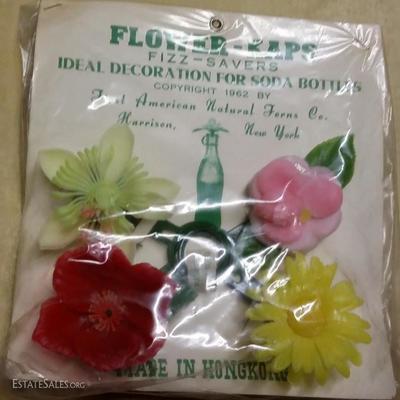 FLOWER-KAPS
FIZZ-SAVERS
IDEAL DECORATION FOR SODA BOTTLES
COPYRIGHT 1962 BY
First American Natural Ferns Co.
Harrison, New York
MADE IN HONGKONG
ESTATESALES.ORG